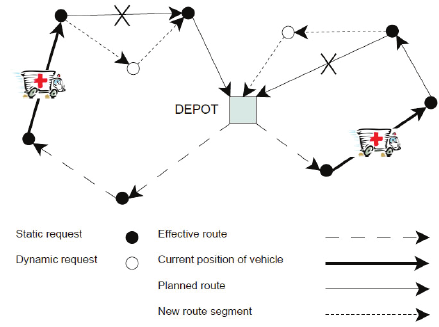 DEPOT
Static request
Effective route
Dynamic request
Current position of vehicle
Planned route
New route segment